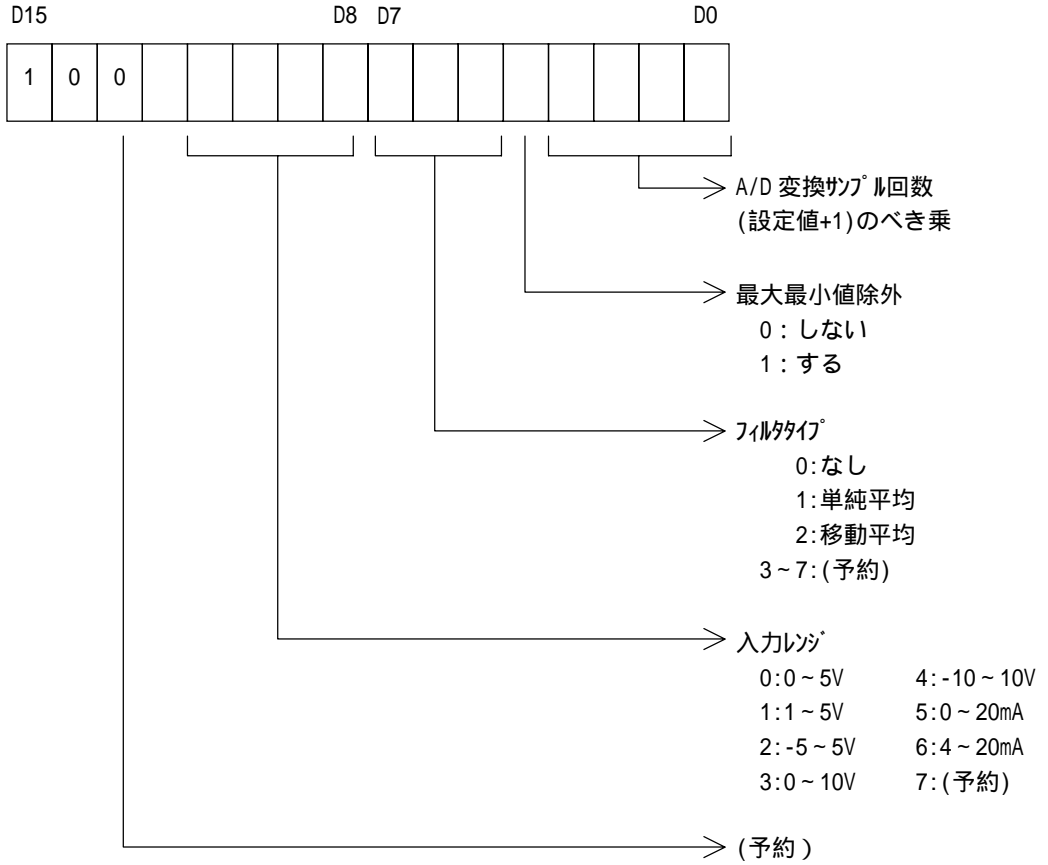 D15 D8 D7 D0
1 0 0
A/D 変換ｻﾝﾌﾟﾙ回数
(設定値+1)のべき乗
最大最小値除外
0：しない
1：する
ﾌｨﾙﾀﾀｲﾌﾟ
0:なし
1:単純平均
2:移動平均
3～7:(予約)
入力ﾚﾝｼﾞ
0:0～5V 4:-10～10V
1:1～5V 5:0～20mA
2:-5～5V 6:4～20mA
3:0～10V 7:(予約)
(予約)